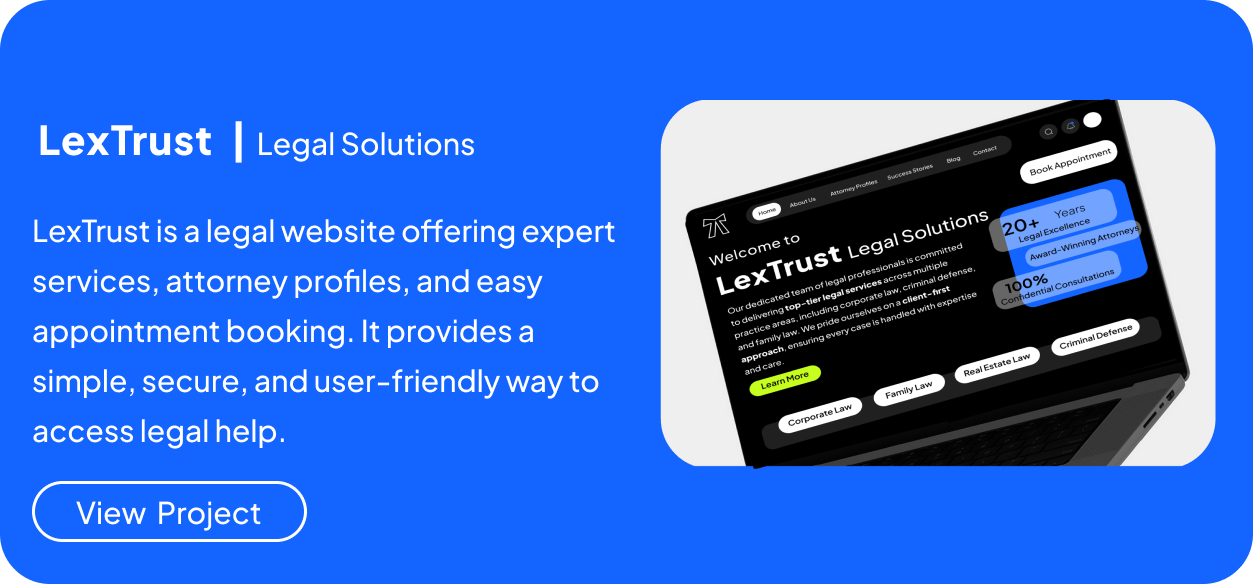 LexTrust | Legal Solutions
LexTrust is a legal website offering expert
services, attorney profiles, and easy
appointment booking. It provides a
simple, secure, and user-friendly way to
access legal help.
View Project
Home About Us Attorney Profiles Success Stories Blog Contact
Book Appointment
Welcome to
LexTrust Legal Solutions
Our dedicated team of legal professionals is committed
to delivering top-tier legal services across multiple
practice areas, including corporate law, criminal defense,
and family law. We pride ourselves on a client-first
approach, ensuring every case is handled with expertise
and care.
Learn More
20+ Years
Legal Excellence
Award-Winning Attorneys
100%
Confidential Consultations
Corporate Law Family Law Real Estate Law Criminal Defense